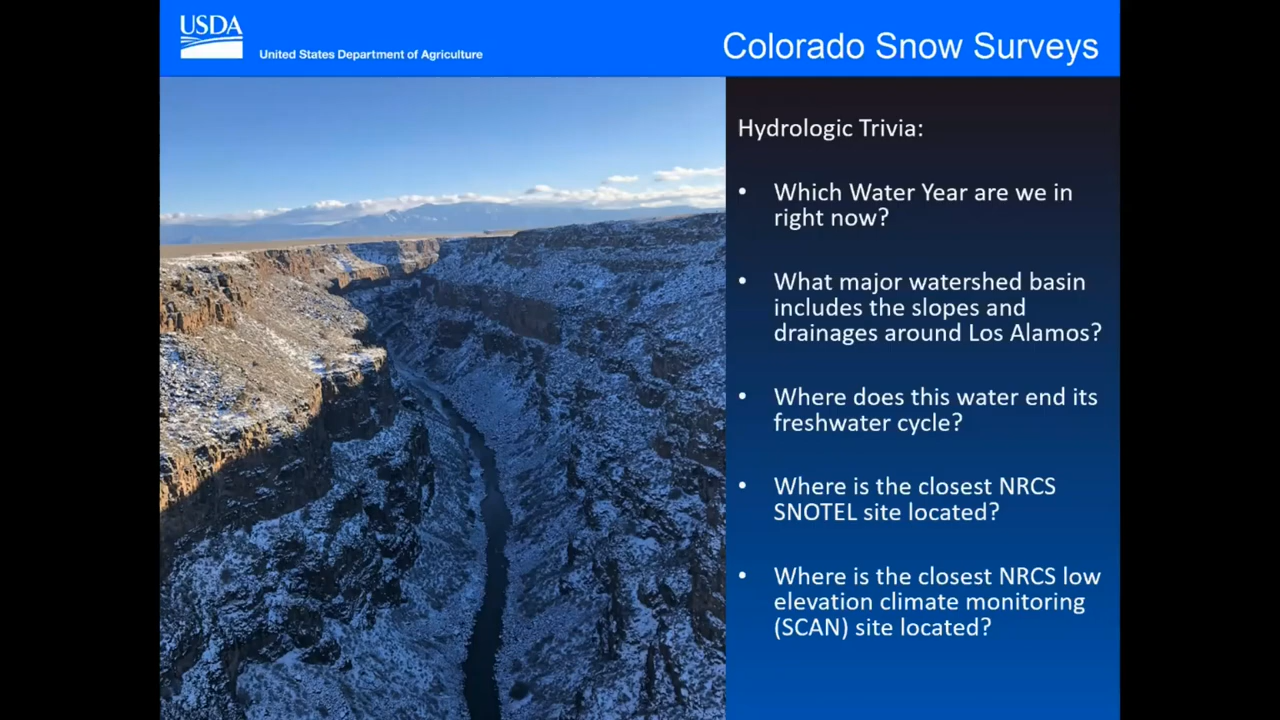 USDA
United States Department of Agriculture
Colorado Snow Surveys
Hydrologic Trivia:
• Which Water Year are we in
right now?
• What major watershed basin
includes the slopes and
drainages around Los Alamos?
• Where does this water end its
freshwater cycle?
• Where is the closest NRCS
SNOTEL site located?
• Where is the closest NRCS low
elevation climate monitoring
(SCAN) site located?